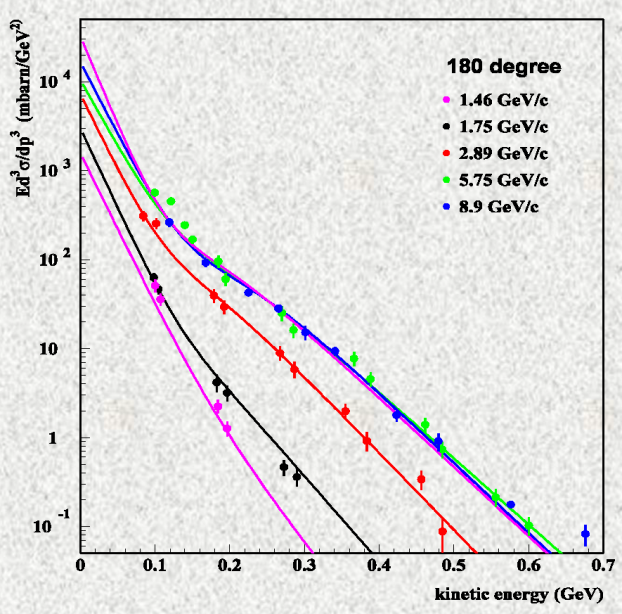 Ed³σ/dp³ (mbarn/GeV²)
180 degree
1.46 GeV/c
1.75 GeV/c
2.89 GeV/c
5.75 GeV/c
8.9 GeV/c
10⁴
10³
10²
10
1
10⁻¹
0 0.1 0.2 0.3 0.4 0.5 0.6 0.7
kinetic energy (GeV)